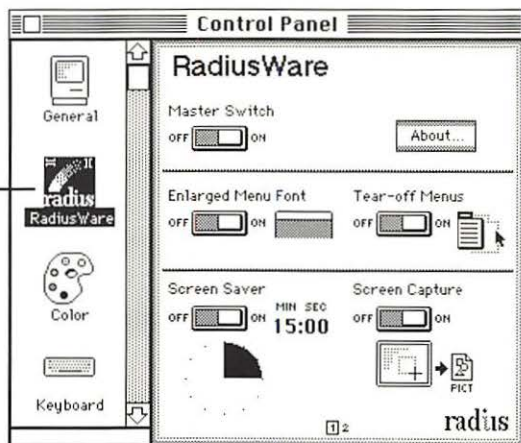 Control Panel
General
radius
RadiusWare
Color
Keyboard
RadiusWare
Master Switch
OFF ON
About...
Enlarged Menu Font
OFF ON
Tear-off Menus
OFF ON
Screen Saver
OFF ON
MIN SEC
15:00
Screen Capture
OFF ON
PICT
1 2
radius